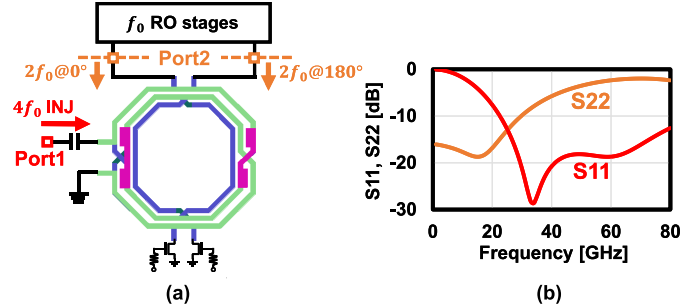 f₀ RO stages
Port2
2f₀@0°
2f₀@180°
4f₀ INJ
Port1
(a)
S11, S22 [dB]
0
-10
-20
-30
S22
S11
0
20
40
60
80
Frequency [GHz]
(b)